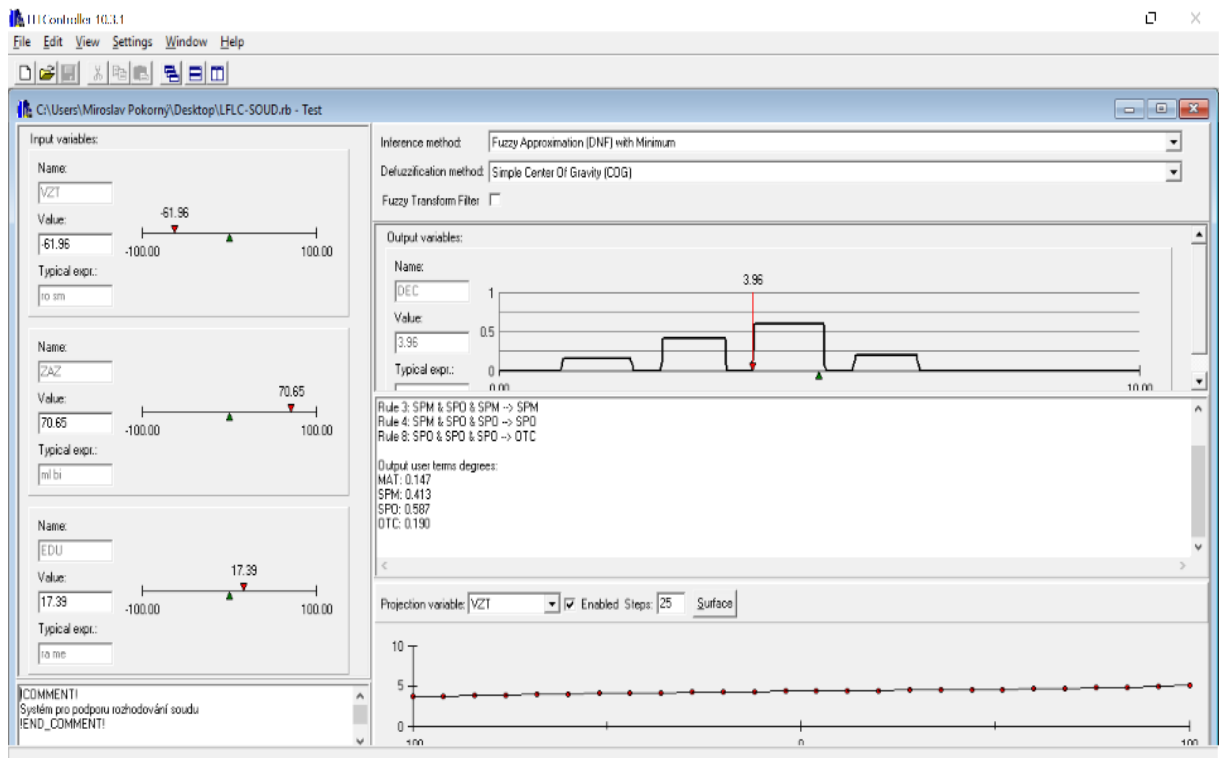 Controller 10.3.1
File Edit View Settings Window Help
C:\Users\Miroslav Pokorný\Desktop\LFLC-SOUD.rb - Test
Input variables:
Name:
VZT
Value:
-61.96
-61.96
-100.00 100.00
Typical expr.:
ro sm
Name:
ZAZ
Value:
70.65
70.65
-100.00 100.00
Typical expr.:
ml bi
Name:
EDU
Value:
17.39
17.39
-100.00 100.00
Typical expr.:
ra me
!COMMENT!
Systém pro podporu rozhodování soudu
!END_COMMENT!
Inference method: Fuzzy Approximation (DNF) with Minimum
Defuzzification method: Simple Center Of Gravity (COG)
Fuzzy Transform Filter
Output variables:
Name:
DEC
Value:
3.96
Typical expr.:
3.96
1
0.5
0
0.00 10.00
Rule 3: SPM & SPO & SPM --> SPM
Rule 4: SPM & SPO & SPO --> SPO
Rule 8: SPO & SPO & SPO --> OTC
Output user terms degrees:
MAT: 0.147
SPM: 0.413
SPO: 0.587
OTC: 0.190
Projection variable: VZT Enabled Steps: 25 Surface
10
5
0
100 0 100